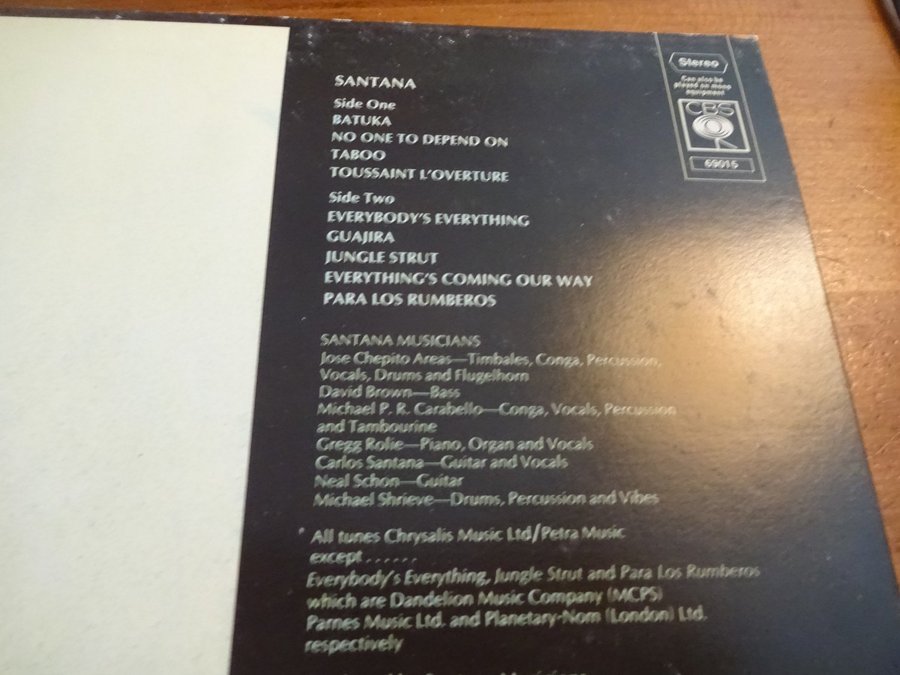 SANTANA
Side One
BATUKA
NO ONE TO DEPEND ON
TABOO
TOUSSAINT L'OVERTURE
Side Two
EVERYBODY'S EVERYTHING
GUAJIRA
JUNGLE STRUT
EVERYTHING'S COMING OUR WAY
PARA LOS RUMBEROS
SANTANA MUSICIANS
Jose Chepito Areas—Timbales, Conga, Percussion,
Vocals, Drums and Flugelhorn
David Brown—Bass
Michael P. R. Carabello—Conga, Vocals, Percussion
and Tambourine
Gregg Rolie—Piano, Organ and Vocals
Carlos Santana—Guitar and Vocals
Neal Schon—Guitar
Michael Shrieve—Drums, Percussion and Vibes
* All tunes Chrysalis Music Ltd/Petra Music
except . . . . . .
Everybody's Everything, Jungle Strut and Para Los Rumberos
which are Dandelion Music Company (MCPS)
Parnes Music Ltd. and Planetary-Nom (London) Ltd.
respectively
Stereo
Can also be
played on mono
equipment
CBS
69015